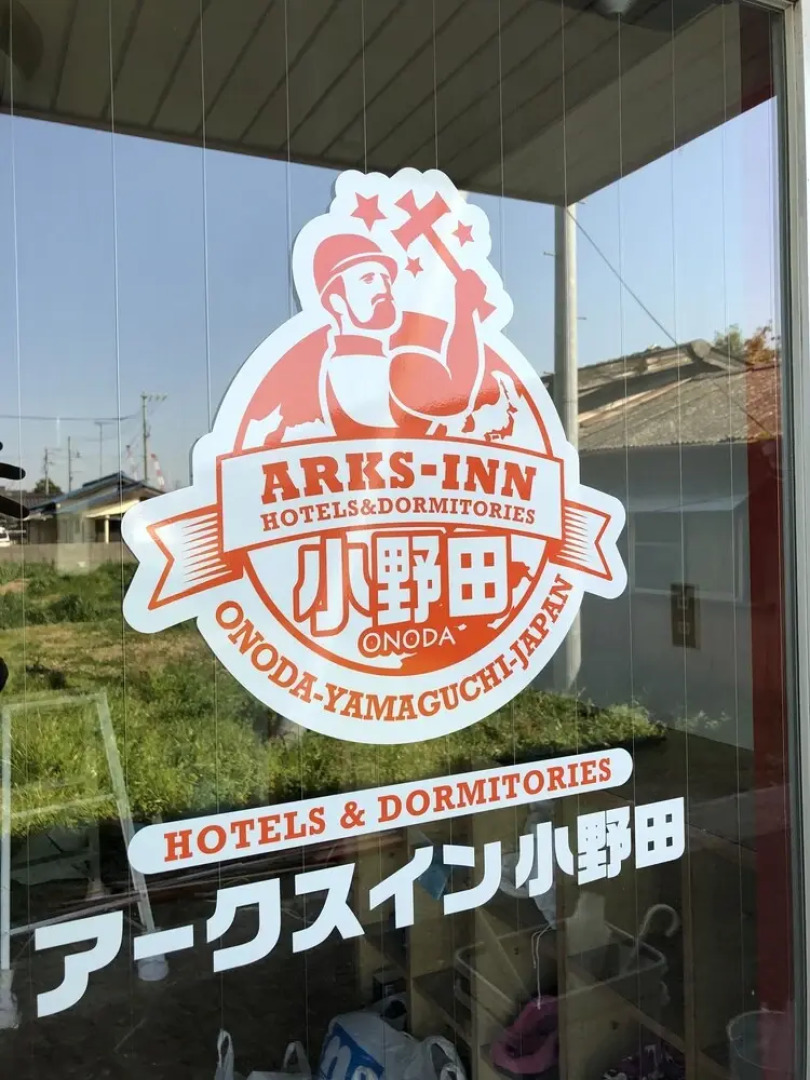 ARKS-INN
HOTELS&DORMITORIES
小野田
ONODA
ONODA-YAMAGUCHI-JAPAN
HOTELS & DORMITORIES
アークスイン小野田